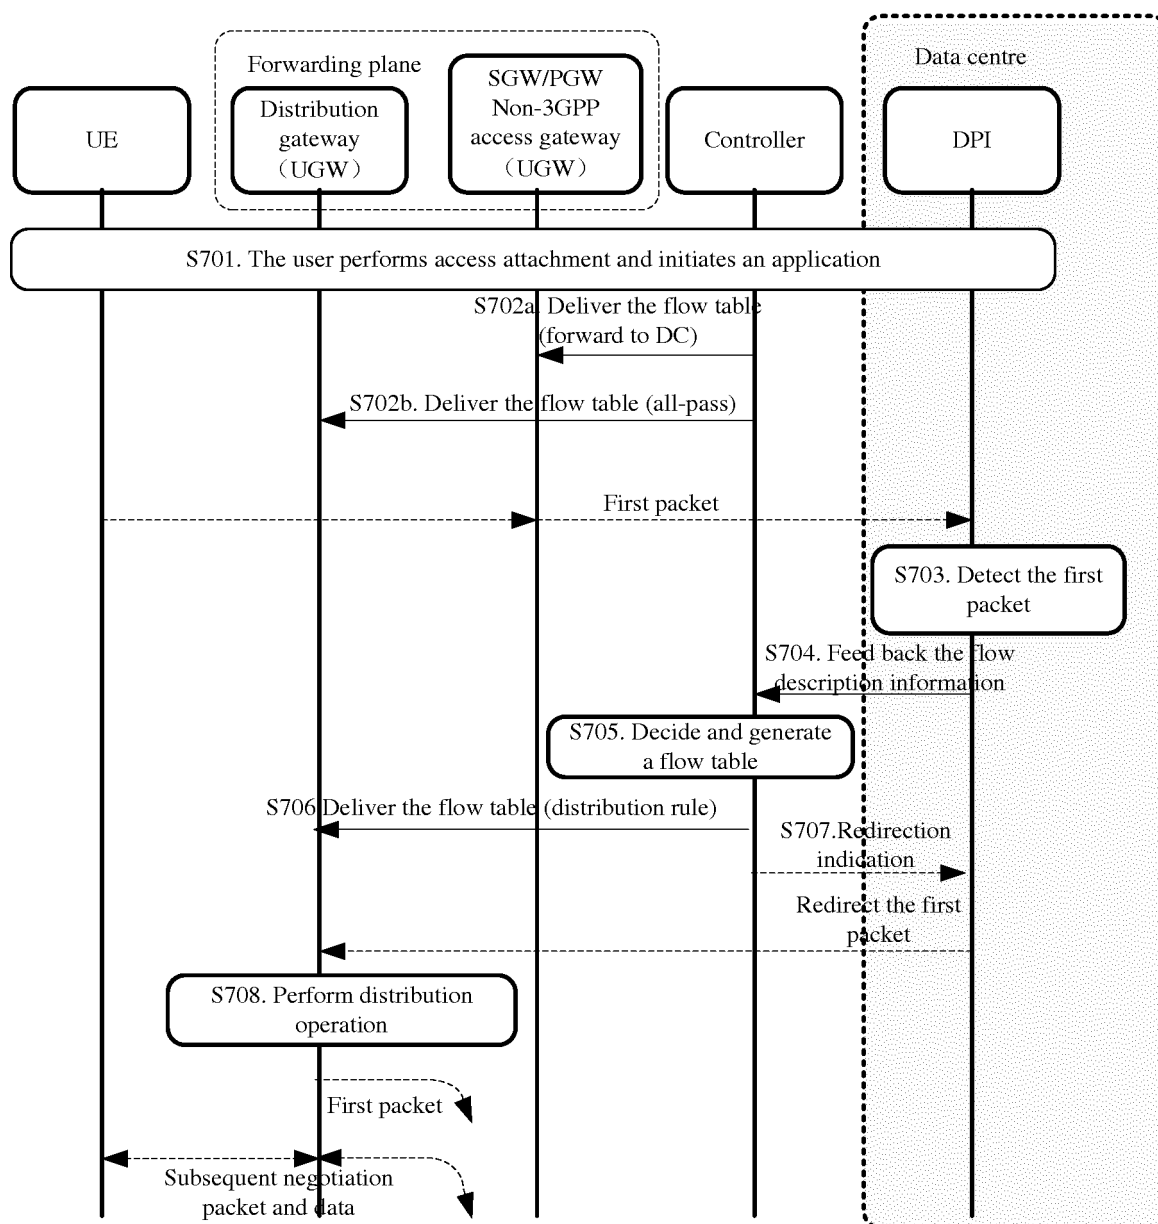 Forwarding plane
Data centre
UE
Distribution
gateway
（UGW）
SGW/PGW
Non-3GPP
access gateway
（UGW）
Controller
DPI
S701. The user performs access attachment and initiates an application
S702a. Deliver the flow table
(forward to DC)
S702b. Deliver the flow table (all-pass)
First packet
S703. Detect the first
packet
S704. Feed back the flow
description information
S705. Decide and generate
a flow table
S706 Deliver the flow table (distribution rule)
S707.Redirection
indication
Redirect the first
packet
S708. Perform distribution
operation
First packet
Subsequent negotiation
packet and data